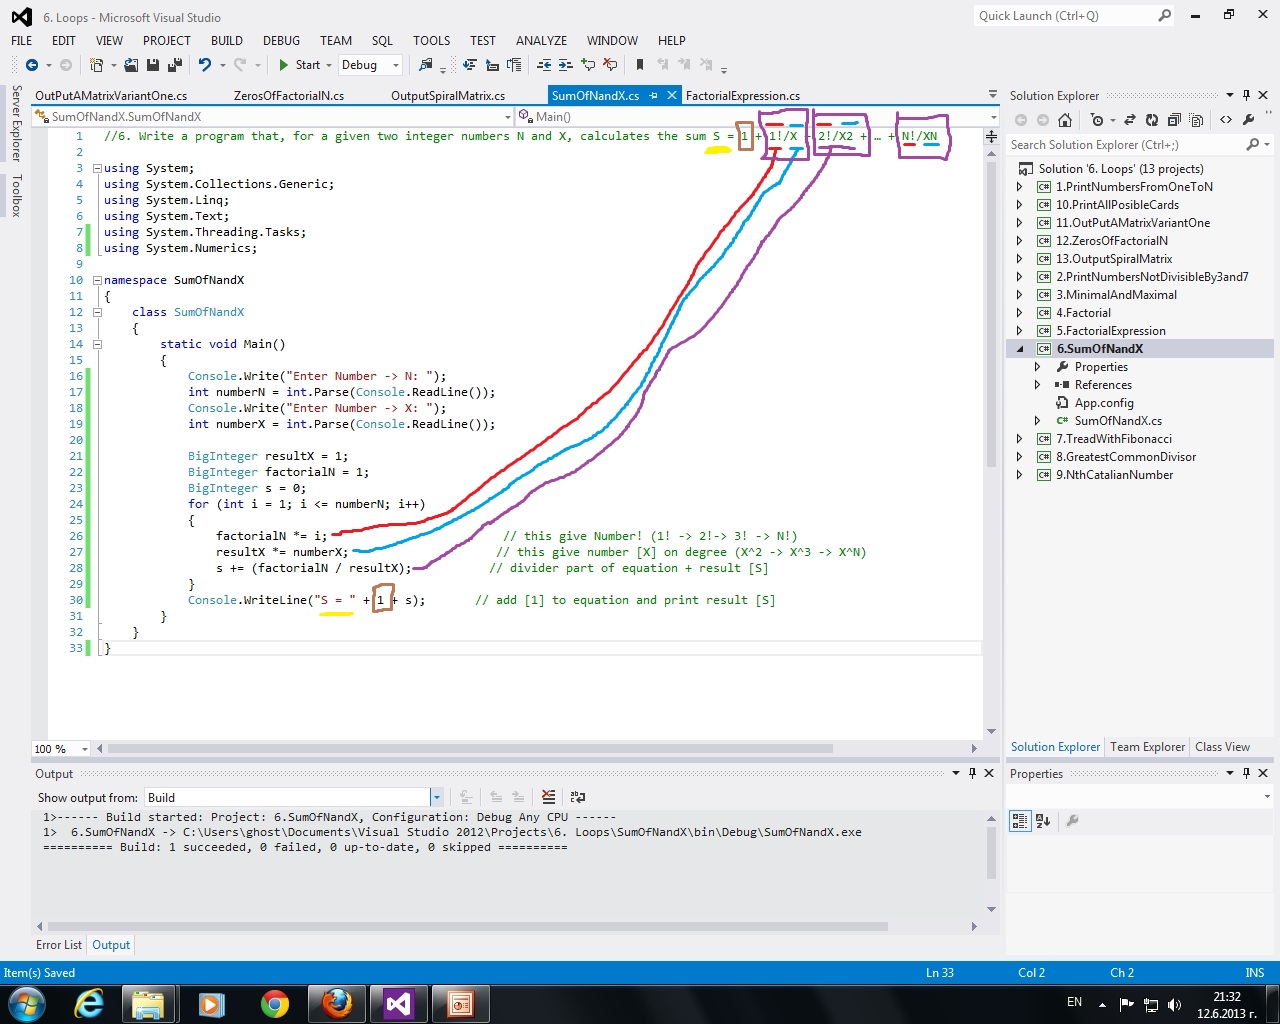 6. Loops - Microsoft Visual Studio
Quick Launch (Ctrl+Q)
FILE EDIT VIEW PROJECT BUILD DEBUG TEAM SQL TOOLS TEST ANALYZE WINDOW HELP
Start Debug
Server Explorer
Toolbox
OutPutAMatrixVariantOne.cs ZerosOfFactorialN.cs OutputSpiralMatrix.cs SumOfNandX.cs FactorialExpression.cs
SumOfNandX.SumOfNandX Main()
1 //6. Write a program that, for a given two integer numbers N and X, calculates the sum S = 1 + 1!/X + 2!/X2 + … + N!/XN
2
3 using System;
4 using System.Collections.Generic;
5 using System.Linq;
6 using System.Text;
7 using System.Threading.Tasks;
8 using System.Numerics;
9
10 namespace SumOfNandX
11 {
12 class SumOfNandX
13 {
14 static void Main()
15 {
16 Console.Write("Enter Number -> N: ");
17 int numberN = int.Parse(Console.ReadLine());
18 Console.Write("Enter Number -> X: ");
19 int numberX = int.Parse(Console.ReadLine());
20
21 BigInteger resultX = 1;
22 BigInteger factorialN = 1;
23 BigInteger s = 0;
24 for (int i = 1; i <= numberN; i++)
25 {
26 factorialN *= i; // this give Number! (1! -> 2!-> 3! -> N!)
27 resultX *= numberX; // this give number [X] on degree (X^2 -> X^3 -> X^N)
28 s += (factorialN / resultX); // divider part of equation + result [S]
29 }
30 Console.WriteLine("S = " + 1 + s); // add [1] to equation and print result [S]
31 }
32 }
33 }
100 %
Solution Explorer
Search Solution Explorer (Ctrl+;)
Solution '6. Loops' (13 projects)
1.PrintNumbersFromOneToN
10.PrintAllPosibleCards
11.OutPutAMatrixVariantOne
12.ZerosOfFactorialN
13.OutputSpiralMatrix
2.PrintNumbersNotDivisibleBy3and7
3.MinimalAndMaximal
4.Factorial
5.FactorialExpression
6.SumOfNandX
Properties
References
App.config
C# SumOfNandX.cs
7.TreadWithFibonacci
8.GreatestCommonDivisor
9.NthCatalianNumber
Solution Explorer Team Explorer Class View
Properties
Output
Show output from: Build
1>------ Build started: Project: 6.SumOfNandX, Configuration: Debug Any CPU ------
1> 6.SumOfNandX -> C:\Users\ghost\Documents\Visual Studio 2012\Projects\6. Loops\SumOfNandX\bin\Debug\SumOfNandX.exe
========== Build: 1 succeeded, 0 failed, 0 up-to-date, 0 skipped ==========
Error List Output
Item(s) Saved Ln 33 Col 2 Ch 2 INS
EN 21:32
12.6.2013 г.